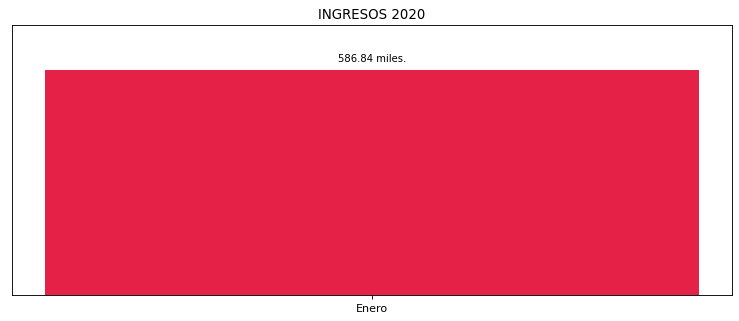 INGRESOS 2020
586.84 miles.
Enero